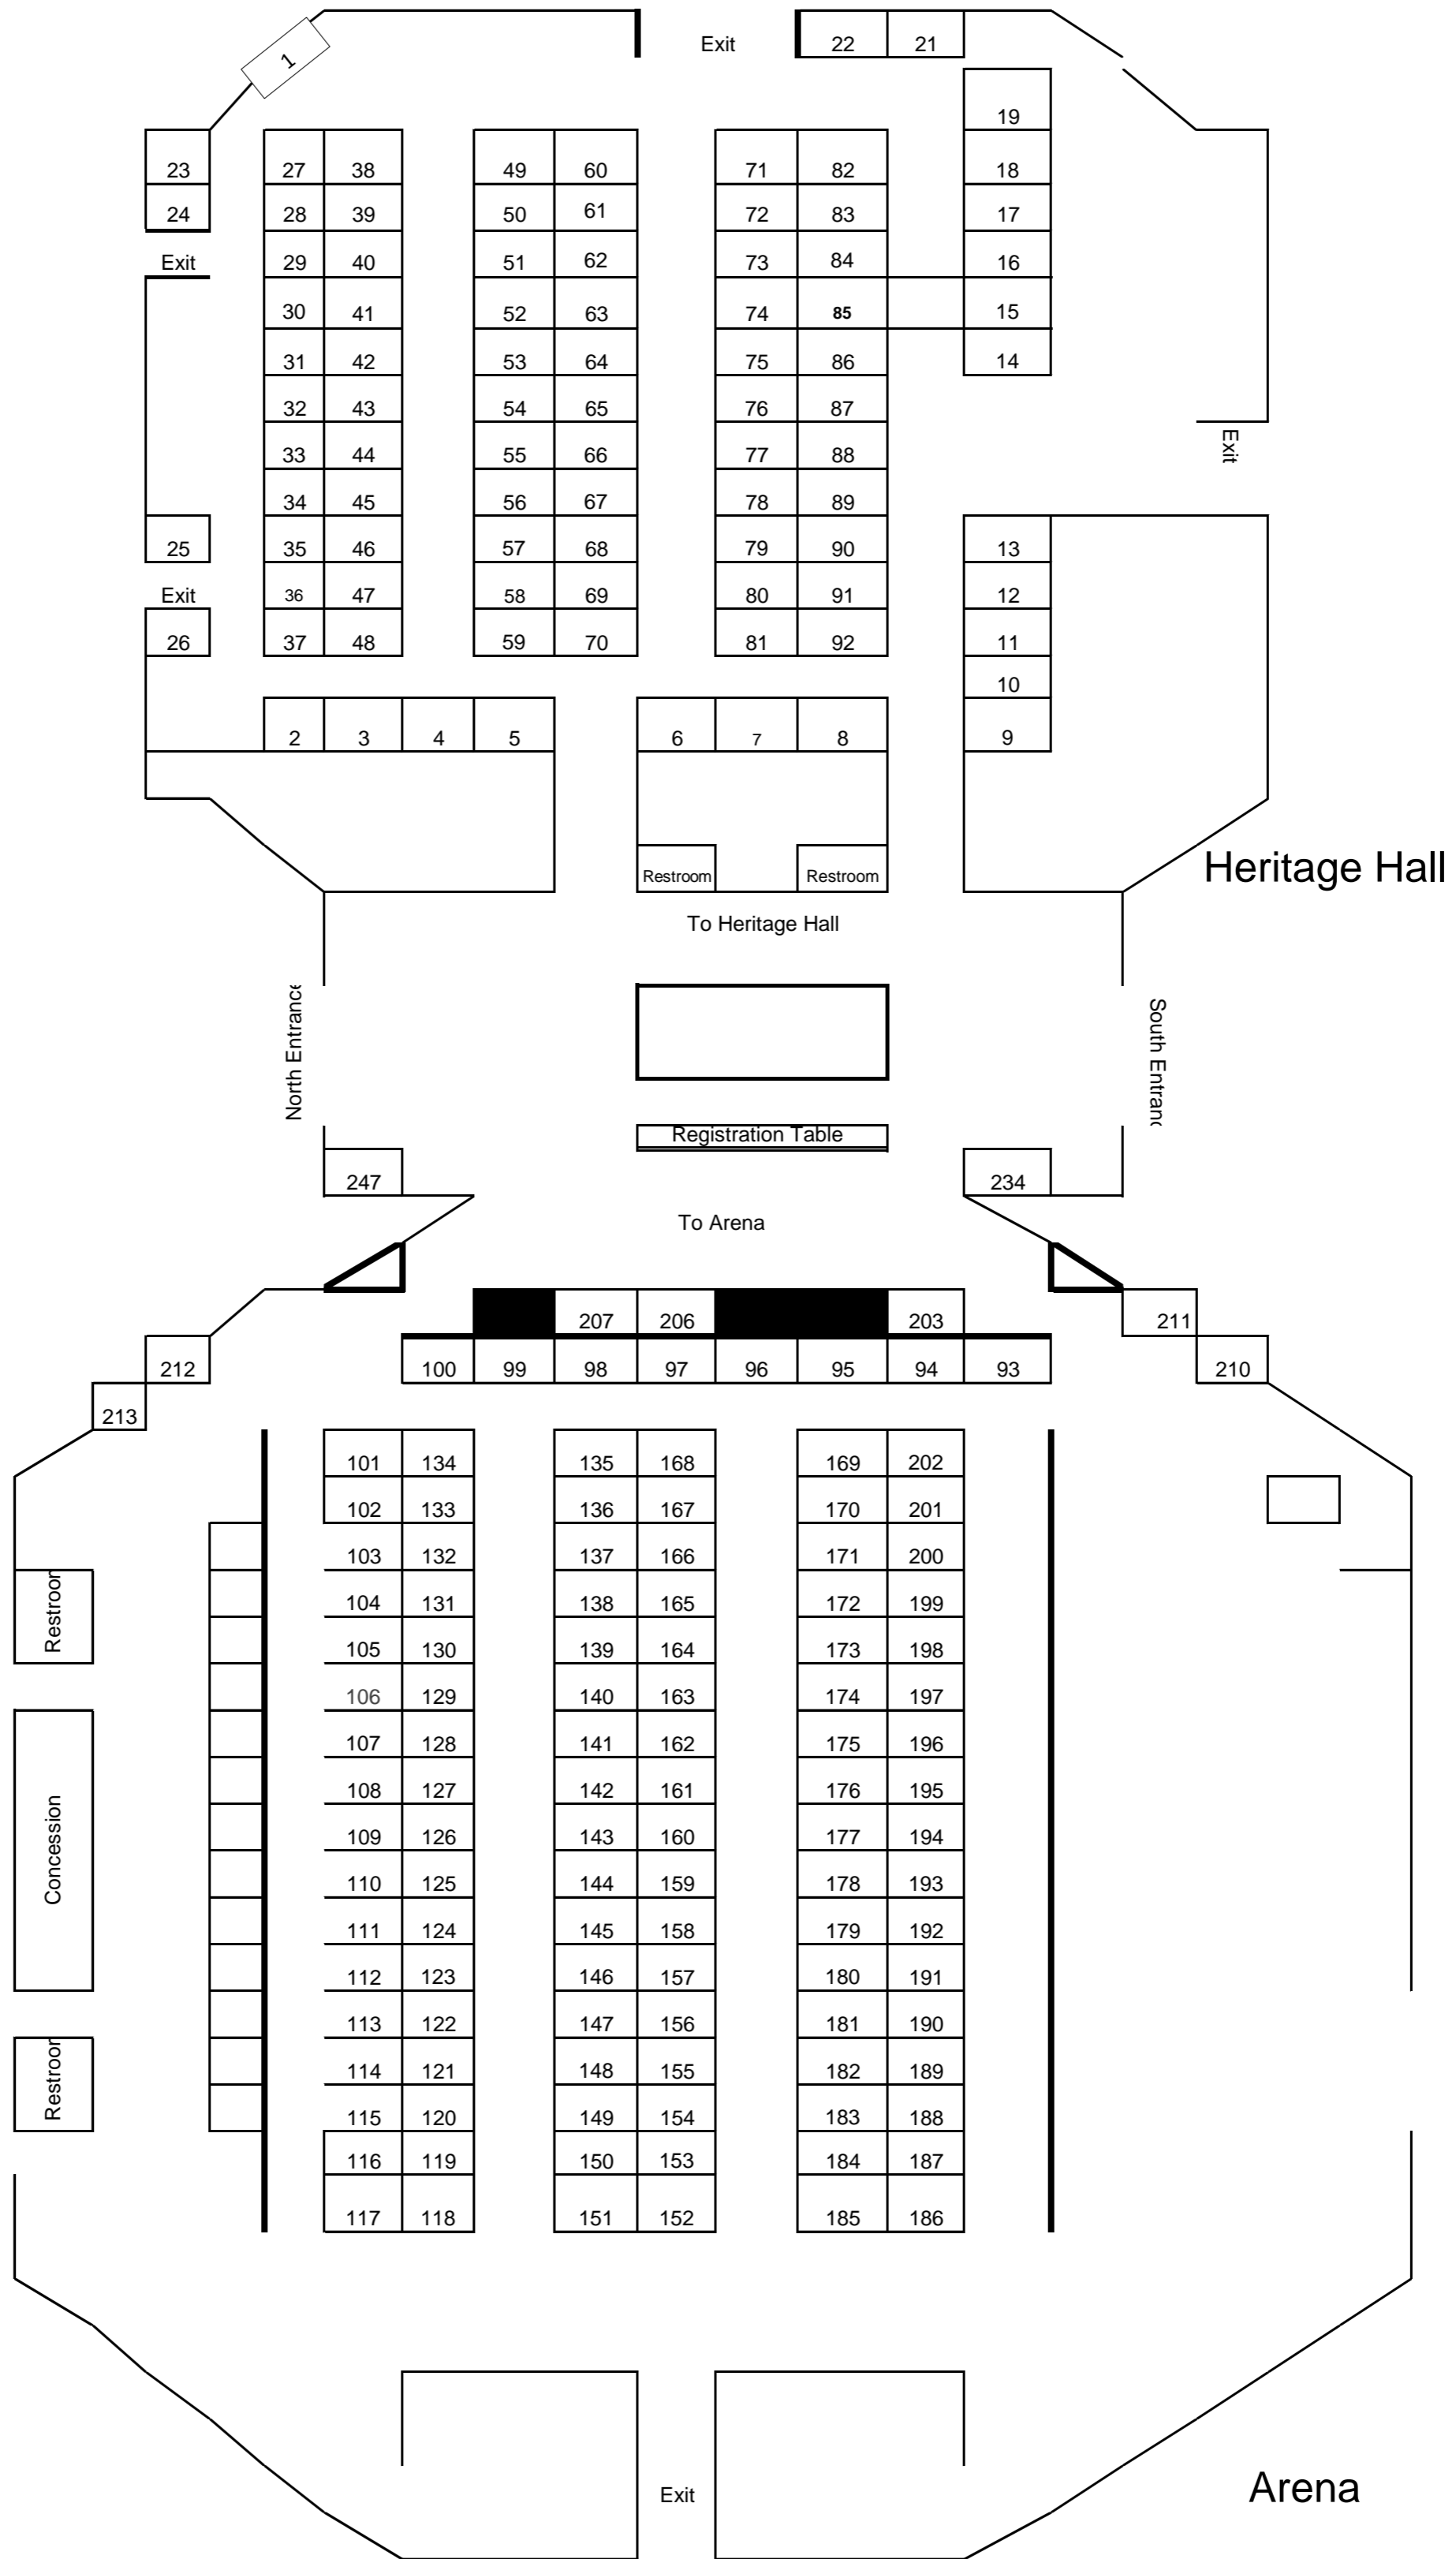 1
Exit 22 21
19
23 27 38 49 60 71 82 18
24 28 39 50 61 72 83 17
Exit 29 40 51 62 73 84 16
30 41 52 63 74 85 15
31 42 53 64 75 86 14
32 43 54 65 76 87
33 44 55 66 77 88 Exit
34 45 56 67 78 89
25 35 46 57 68 79 90 13
Exit 36 47 58 69 80 91 12
26 37 48 59 70 81 92 11
10
2 3 4 5 6 7 8 9
Heritage Hall
Restroom Restroom
To Heritage Hall
North Entrance
South Entranc
Registration Table
247 234
To Arena
207 206 203 211
212 100 99 98 97 96 95 94 93 210
213
101 134 135 168 169 202
102 133 136 167 170 201
103 132 137 166 171 200
Restroor
104 131 138 165 172 199
105 130 139 164 173 198
106 129 140 163 174 197
107 128 141 162 175 196
108 127 142 161 176 195
Concession
109 126 143 160 177 194
110 125 144 159 178 193
111 124 145 158 179 192
112 123 146 157 180 191
113 122 147 156 181 190
Restroor
114 121 148 155 182 189
115 120 149 154 183 188
116 119 150 153 184 187
117 118 151 152 185 186
Exit
Arena